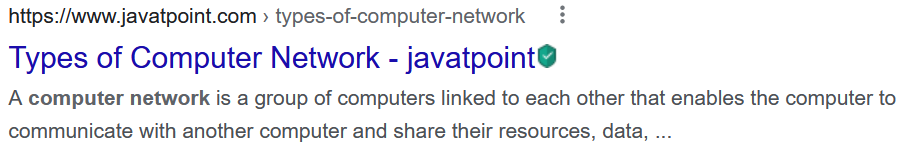 https://www.javatpoint.com › types-of-computer-network
Types of Computer Network - javatpoint
A computer network is a group of computers linked to each other that enables the computer to
communicate with another computer and share their resources, data, ...